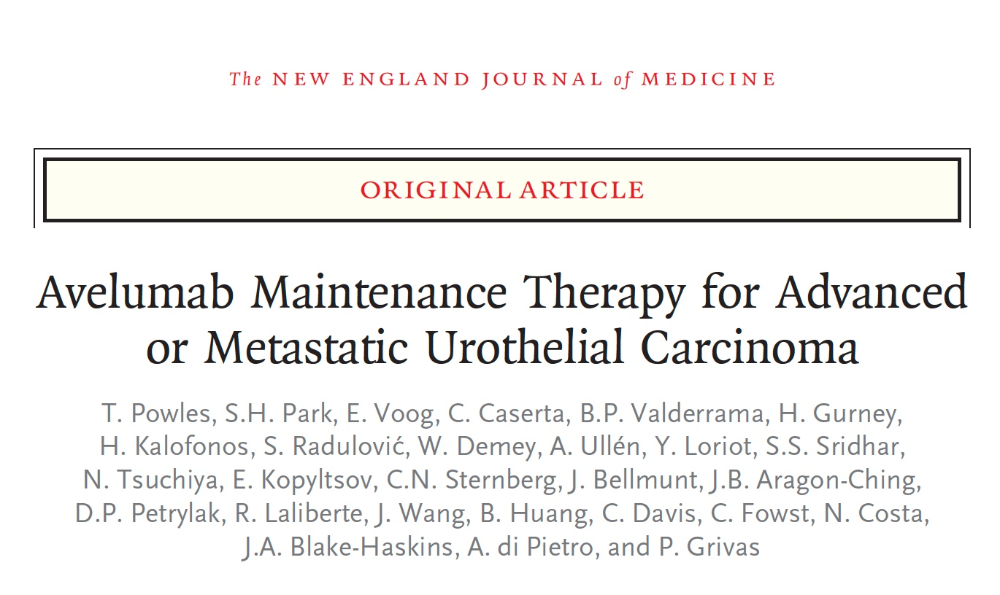 The NEW ENGLAND JOURNAL of MEDICINE
ORIGINAL ARTICLE
Avelumab Maintenance Therapy for Advanced
or Metastatic Urothelial Carcinoma
T. Powles, S.H. Park, E. Voog, C. Caserta, B.P. Valderrama, H. Gurney,
H. Kalofonos, S. Radulović, W. Demey, A. Ullén, Y. Loriot, S.S. Sridhar,
N. Tsuchiya, E. Kopyltsov, C.N. Sternberg, J. Bellmunt, J.B. Aragon-Ching,
D.P. Petrylak, R. Laliberte, J. Wang, B. Huang, C. Davis, C. Fowst, N. Costa,
J.A. Blake-Haskins, A. di Pietro, and P. Grivas